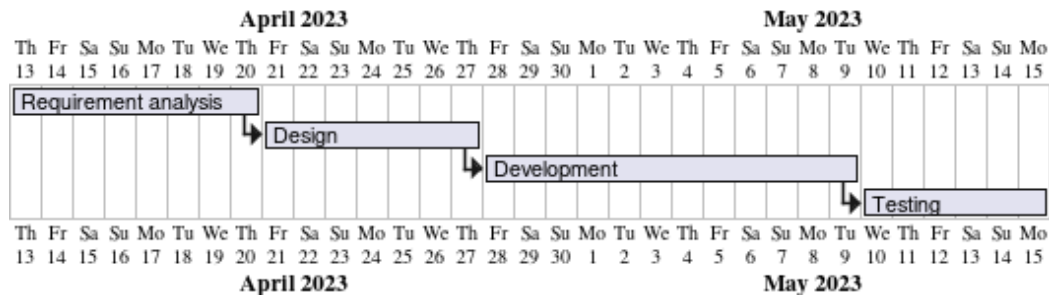 April 2023 May 2023
Th Fr Sa Su Mo Tu We Th Fr Sa Su Mo Tu We Th Fr Sa Su Mo Tu We Th Fr Sa Su Mo Tu We Th Fr Sa Su Mo
13 14 15 16 17 18 19 20 21 22 23 24 25 26 27 28 29 30 1 2 3 4 5 6 7 8 9 10 11 12 13 14 15
Requirement analysis
Design
Development
Testing
Th Fr Sa Su Mo Tu We Th Fr Sa Su Mo Tu We Th Fr Sa Su Mo Tu We Th Fr Sa Su Mo Tu We Th Fr Sa Su Mo
13 14 15 16 17 18 19 20 21 22 23 24 25 26 27 28 29 30 1 2 3 4 5 6 7 8 9 10 11 12 13 14 15
April 2023 May 2023